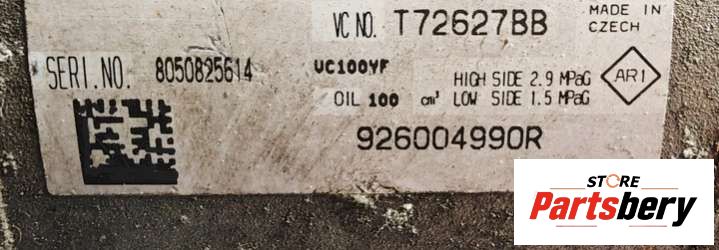 VC NO. T72627BB
MADE IN
CZECH
SERI.NO. 8050825614
UC100YF
OIL 100 cm³
HIGH SIDE 2.9 MPaG
LOW SIDE 1.5 MPaG
AR1
926004990R
STORE
Partsbery